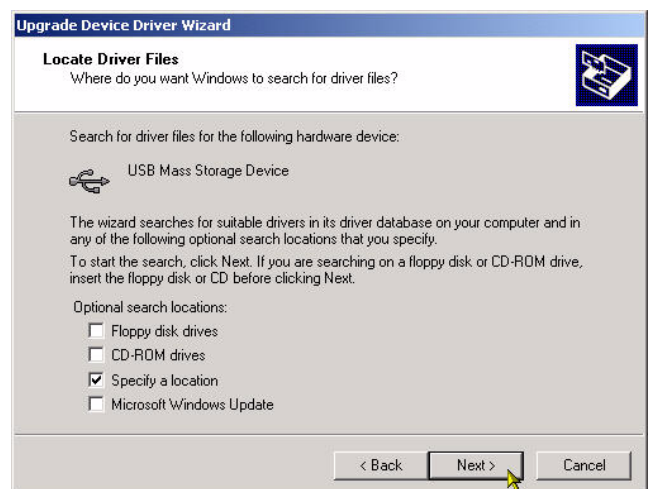 Upgrade Device Driver Wizard
Locate Driver Files
Where do you want Windows to search for driver files?
Search for driver files for the following hardware device:
USB Mass Storage Device
The wizard searches for suitable drivers in its driver database on your computer and in
any of the following optional search locations that you specify.
To start the search, click Next. If you are searching on a floppy disk or CD-ROM drive,
insert the floppy disk or CD before clicking Next.
Optional search locations:
Floppy disk drives
CD-ROM drives
Specify a location
Microsoft Windows Update
< Back Next > Cancel